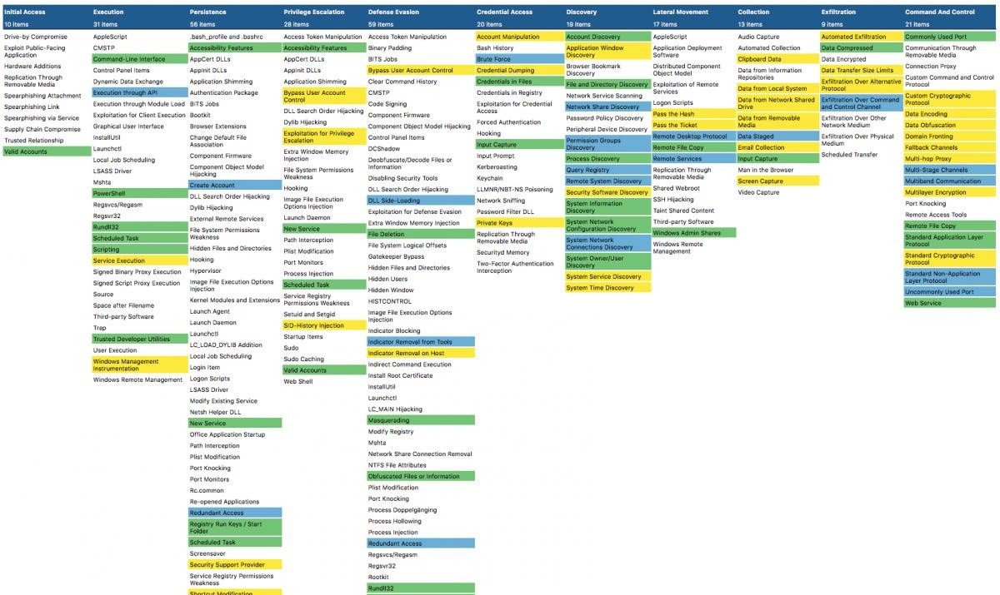 Initial Access
10 items
Drive-by Compromise
Exploit Public-Facing
Application
Hardware Additions
Replication Through
Removable Media
Spearphishing Attachment
Spearphishing Link
Spearphishing via Service
Supply Chain Compromise
Trusted Relationship
Valid Accounts
Execution
31 items
AppleScript
CMSTP
Command-Line Interface
Control Panel Items
Dynamic Data Exchange
Execution through API
Execution through Module Load
Exploitation for Client Execution
Graphical User Interface
InstallUtil
Launchctl
Local Job Scheduling
LSASS Driver
Mshta
PowerShell
Regsvcs/Regasm
Regsvr32
Rundll32
Scheduled Task
Scripting
Service Execution
Signed Binary Proxy Execution
Signed Script Proxy Execution
Source
Space after Filename
Third-party Software
Trap
Trusted Developer Utilities
User Execution
Windows Management
Instrumentation
Windows Remote Management
Persistence
56 items
.bash_profile and .bashrc
Accessibility Features
AppCert DLLs
AppInit DLLs
Application Shimming
Authentication Package
BITS Jobs
Bootkit
Browser Extensions
Change Default File
Association
Component Firmware
Component Object Model
Hijacking
Create Account
DLL Search Order Hijacking
Dylib Hijacking
External Remote Services
File System Permissions
Weakness
Hidden Files and Directories
Hooking
Hypervisor
Image File Execution Options
Injection
Kernel Modules and Extensions
Launch Agent
Launch Daemon
Launchctl
LC_LOAD_DYLIB Addition
Local Job Scheduling
Login Item
Logon Scripts
LSASS Driver
Modify Existing Service
Netsh Helper DLL
New Service
Office Application Startup
Path Interception
Plist Modification
Port Knocking
Port Monitors
Rc.common
Re-opened Applications
Redundant Access
Registry Run Keys / Start
Folder
Scheduled Task
Screensaver
Security Support Provider
Service Registry Permissions
Weakness
Shortcut Modification
Privilege Escalation
28 items
Access Token Manipulation
Accessibility Features
AppCert DLLs
AppInit DLLs
Application Shimming
Bypass User Account
Control
DLL Search Order Hijacking
Dylib Hijacking
Exploitation for Privilege
Escalation
Extra Window Memory
Injection
File System Permissions
Weakness
Hooking
Image File Execution
Options Injection
Launch Daemon
New Service
Path Interception
Plist Modification
Port Monitors
Process Injection
Scheduled Task
Service Registry
Permissions Weakness
Setuid and Setgid
SID-History Injection
Startup Items
Sudo
Sudo Caching
Valid Accounts
Web Shell
Defense Evasion
59 items
Access Token Manipulation
Binary Padding
BITS Jobs
Bypass User Account Control
Clear Command History
CMSTP
Code Signing
Component Firmware
Component Object Model Hijacking
Control Panel Items
DCShadow
Deobfuscate/Decode Files or
Information
Disabling Security Tools
DLL Search Order Hijacking
DLL Side-Loading
Exploitation for Defense Evasion
Extra Window Memory Injection
File Deletion
File System Logical Offsets
Gatekeeper Bypass
Hidden Files and Directories
Hidden Users
Hidden Window
HISTCONTROL
Image File Execution Options
Injection
Indicator Blocking
Indicator Removal from Tools
Indicator Removal on Host
Indirect Command Execution
Install Root Certificate
InstallUtil
Launchctl
LC_MAIN Hijacking
Masquerading
Modify Registry
Mshta
Network Share Connection Removal
NTFS File Attributes
Obfuscated Files or Information
Plist Modification
Port Knocking
Process Doppelgänging
Process Hollowing
Process Injection
Redundant Access
Regsvcs/Regasm
Regsvr32
Rootkit
Rundll32
Credential Access
20 items
Account Manipulation
Bash History
Brute Force
Credential Dumping
Credentials in Files
Credentials in Registry
Exploitation for Credential
Access
Forced Authentication
Hooking
Input Capture
Input Prompt
Kerberoasting
Keychain
LLMNR/NBT-NS Poisoning
Network Sniffing
Password Filter DLL
Private Keys
Replication Through
Removable Media
Securityd Memory
Two-Factor Authentication
Interception
Discovery
19 items
Account Discovery
Application Window
Discovery
Browser Bookmark
Discovery
File and Directory Discovery
Network Service Scanning
Network Share Discovery
Password Policy Discovery
Peripheral Device Discovery
Permission Groups
Discovery
Process Discovery
Query Registry
Remote System Discovery
Security Software Discovery
System Information
Discovery
System Network
Configuration Discovery
System Network
Connections Discovery
System Owner/User
Discovery
System Service Discovery
System Time Discovery
Lateral Movement
17 items
AppleScript
Application Deployment
Software
Distributed Component
Object Model
Exploitation of Remote
Services
Logon Scripts
Pass the Hash
Pass the Ticket
Remote Desktop Protocol
Remote File Copy
Remote Services
Replication Through
Removable Media
Shared Webroot
SSH Hijacking
Taint Shared Content
Third-party Software
Windows Admin Shares
Windows Remote
Management
Collection
13 items
Audio Capture
Automated Collection
Clipboard Data
Data from Information
Repositories
Data from Local System
Data from Network Shared
Drive
Data from Removable
Media
Data Staged
Email Collection
Input Capture
Man in the Browser
Screen Capture
Video Capture
Exfiltration
9 items
Automated Exfiltration
Data Compressed
Data Encrypted
Data Transfer Size Limits
Exfiltration Over Alternative
Protocol
Exfiltration Over Command
and Control Channel
Exfiltration Over Other
Network Medium
Exfiltration Over Physical
Medium
Scheduled Transfer
Command And Control
21 items
Commonly Used Port
Communication Through
Removable Media
Connection Proxy
Custom Command and Control
Protocol
Custom Cryptographic
Protocol
Data Encoding
Data Obfuscation
Domain Fronting
Fallback Channels
Multi-hop Proxy
Multi-Stage Channels
Multiband Communication
Multilayer Encryption
Port Knocking
Remote Access Tools
Remote File Copy
Standard Application Layer
Protocol
Standard Cryptographic
Protocol
Standard Non-Application
Layer Protocol
Uncommonly Used Port
Web Service